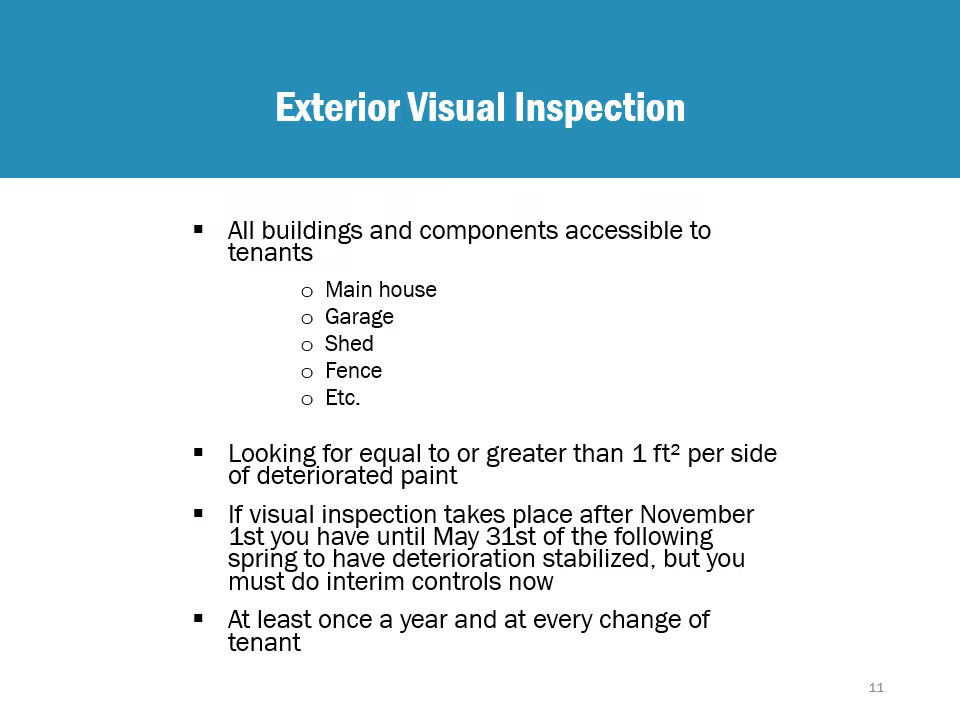 Exterior Visual Inspection
▪ All buildings and components accessible to
tenants
o Main house
o Garage
o Shed
o Fence
o Etc.
▪ Looking for equal to or greater than 1 ft² per side
of deteriorated paint
▪ If visual inspection takes place after November
1st you have until May 31st of the following
spring to have deterioration stabilized, but you
must do interim controls now
▪ At least once a year and at every change of
tenant
11